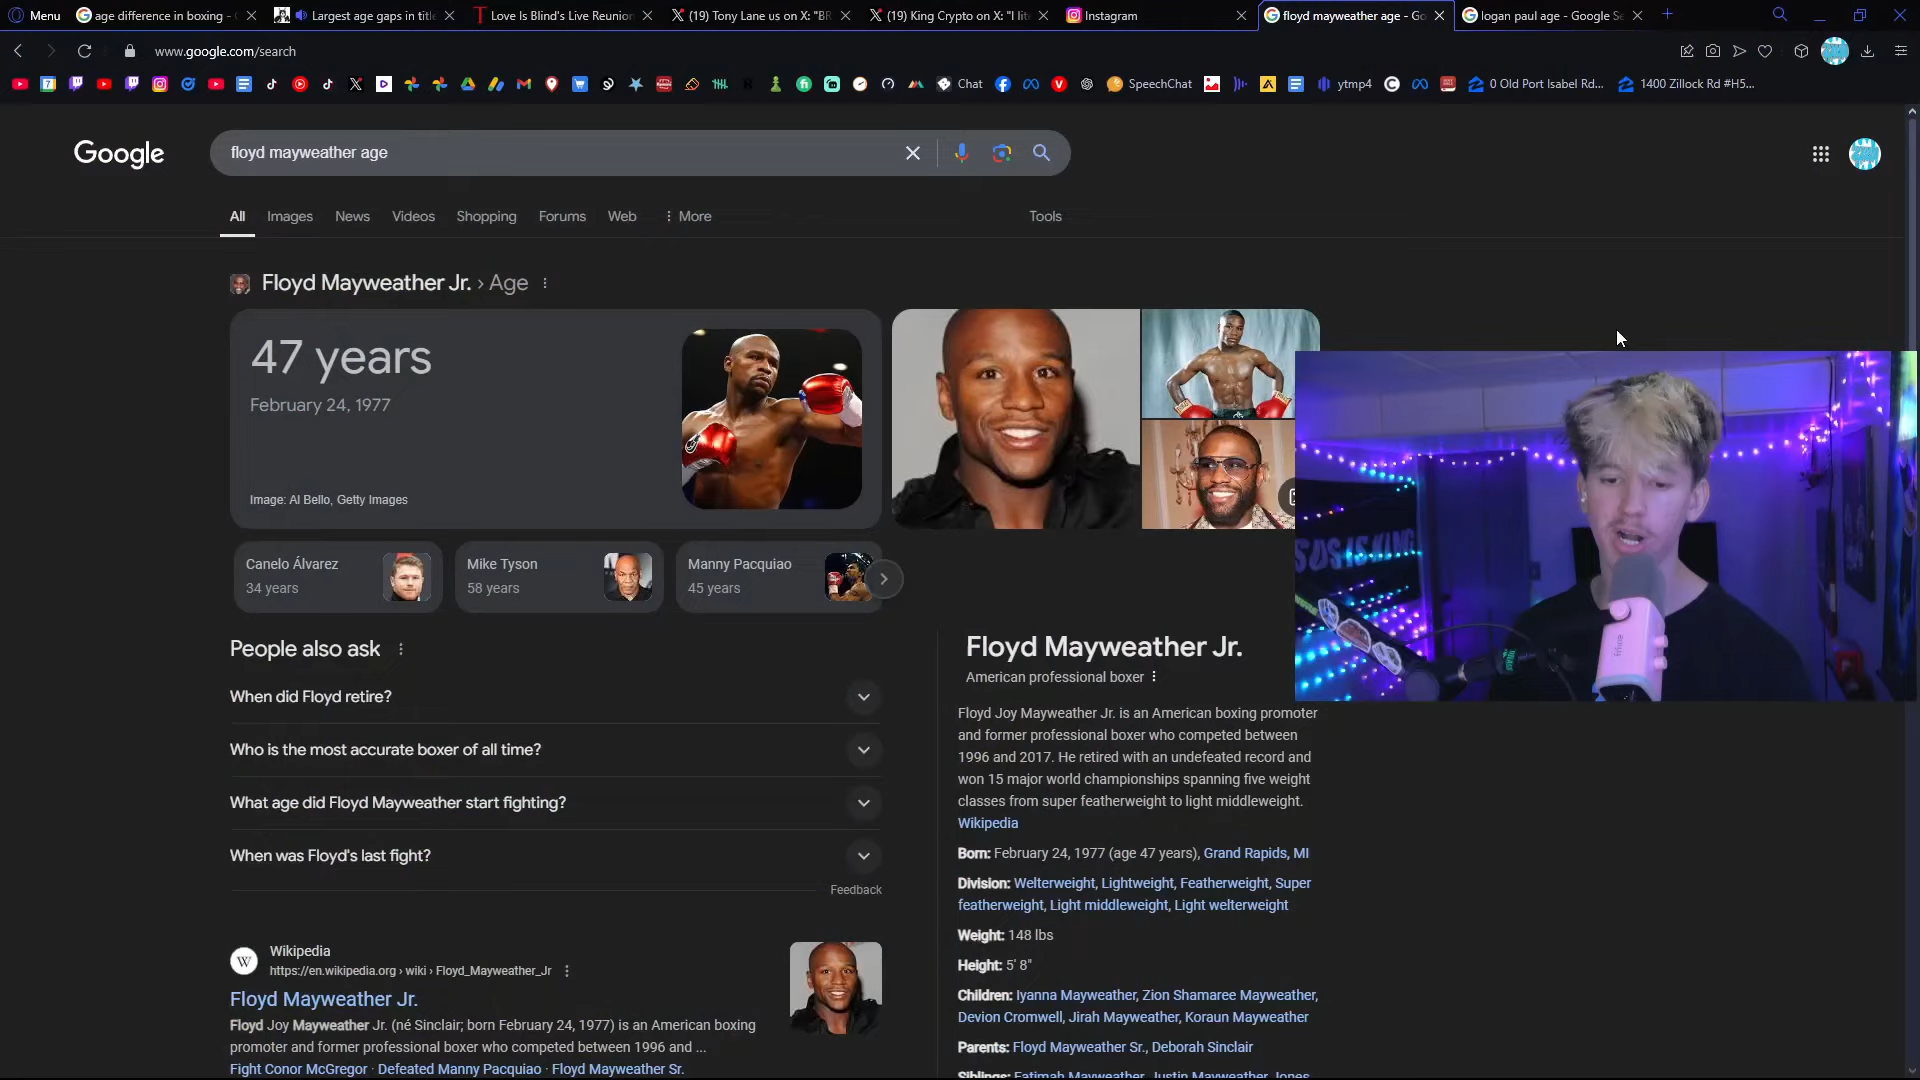 Menu
age difference in boxing -
Largest age gaps in title
Love Is Blind's Live Reunion
(19) Tony Lane us on X: "BR
(19) King Crypto on X: "I lite
Instagram
floyd mayweather age - Go
logan paul age - Google Se
www.google.com/search
Chat
SpeechChat
ytmp4
0 Old Port Isabel Rd...
1400 Zillock Rd #H5...
Google
floyd mayweather age
All
Images
News
Videos
Shopping
Forums
Web
More
Tools
Floyd Mayweather Jr. › Age
47 years
February 24, 1977
Image: Al Bello, Getty Images
Canelo Álvarez
34 years
Mike Tyson
58 years
Manny Pacquiao
45 years
People also ask
When did Floyd retire?
Who is the most accurate boxer of all time?
What age did Floyd Mayweather start fighting?
When was Floyd's last fight?
Feedback
Wikipedia
https://en.wikipedia.org › wiki › Floyd_Mayweather_Jr
Floyd Mayweather Jr.
Floyd Joy Mayweather Jr. (né Sinclair; born February 24, 1977) is an American boxing
promoter and former professional boxer who competed between 1996 and ...
Fight Conor McGregor · Defeated Manny Pacquiao · Floyd Mayweather Sr.
Floyd Mayweather Jr.
American professional boxer
Floyd Joy Mayweather Jr. is an American boxing promoter
and former professional boxer who competed between
1996 and 2017. He retired with an undefeated record and
won 15 major world championships spanning five weight
classes from super featherweight to light middleweight.
Wikipedia
Born: February 24, 1977 (age 47 years), Grand Rapids, MI
Division: Welterweight, Lightweight, Featherweight, Super
featherweight, Light middleweight, Light welterweight
Weight: 148 lbs
Height: 5' 8"
Children: Iyanna Mayweather, Zion Shamaree Mayweather,
Devion Cromwell, Jirah Mayweather, Koraun Mayweather
Parents: Floyd Mayweather Sr., Deborah Sinclair
Siblings: Fatimah Mayweather, Justin Mayweather Jones